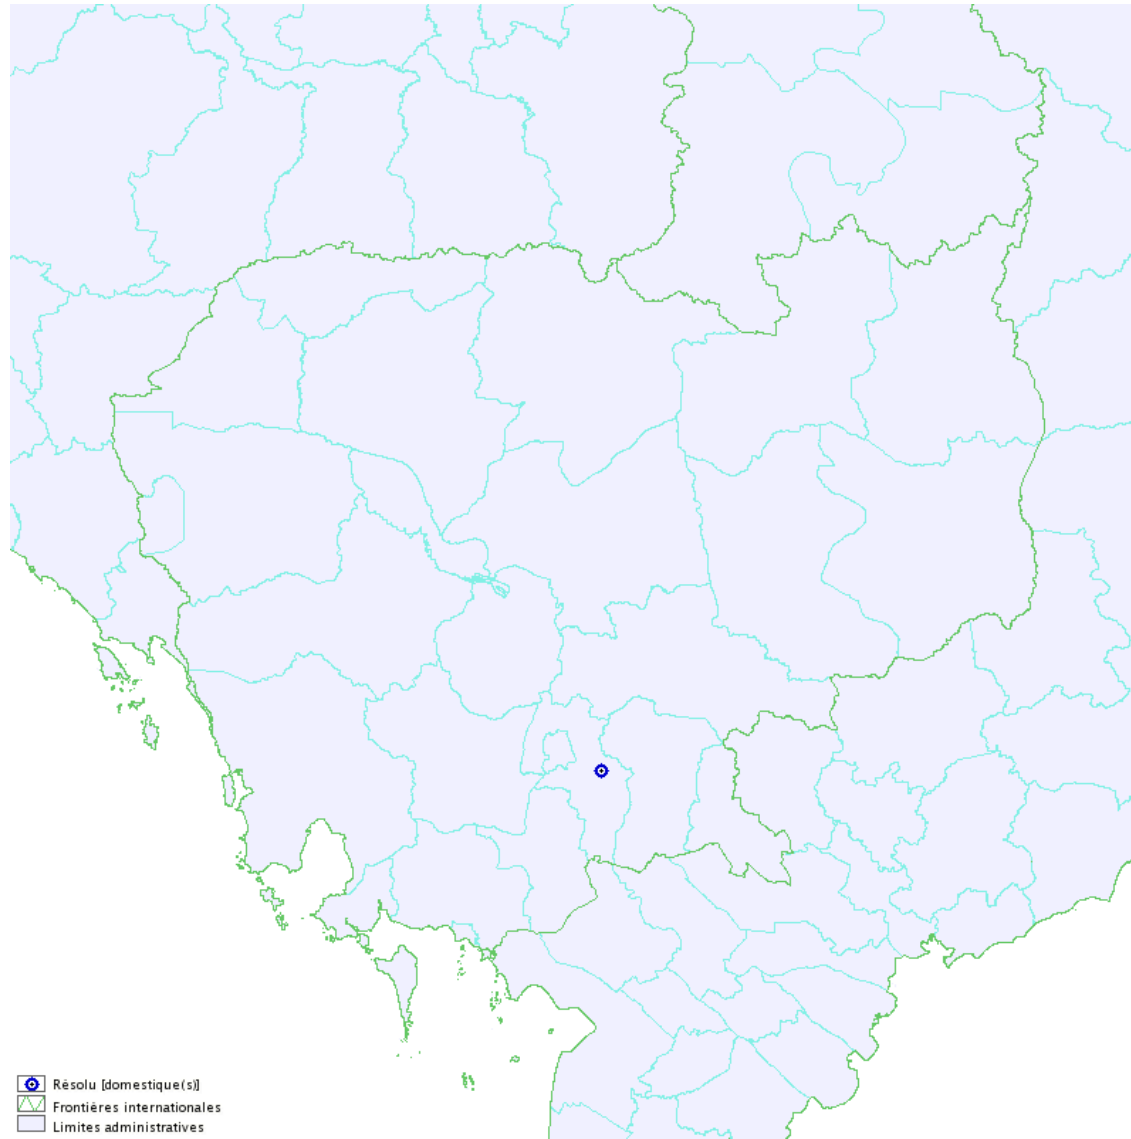 Résolu [domestique(s)]
Frontières internationales
Limites administratives